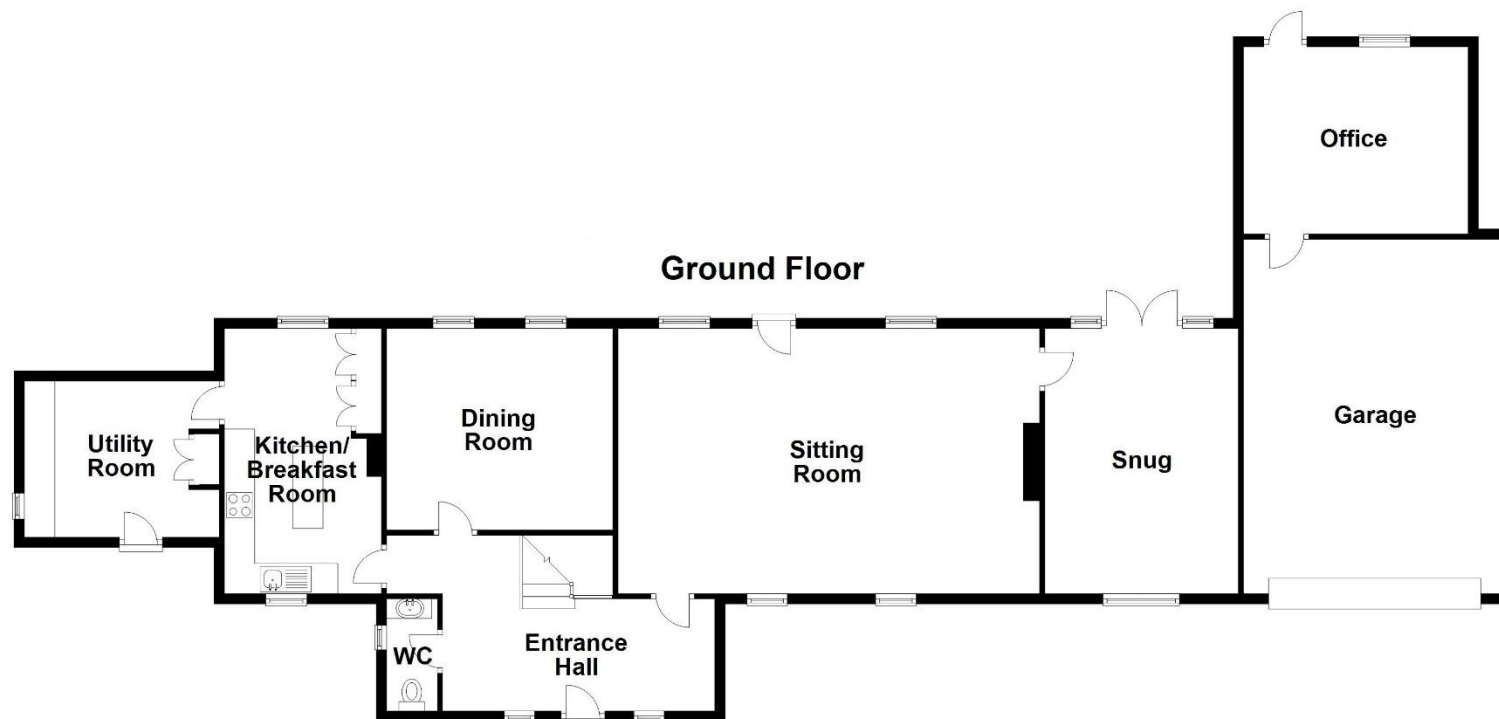 Office
Ground Floor
Garage
Dining
Room
Utility
Room
Kitchen/
Breakfast
Room
Sitting
Room
Snug
Entrance
Hall
WC